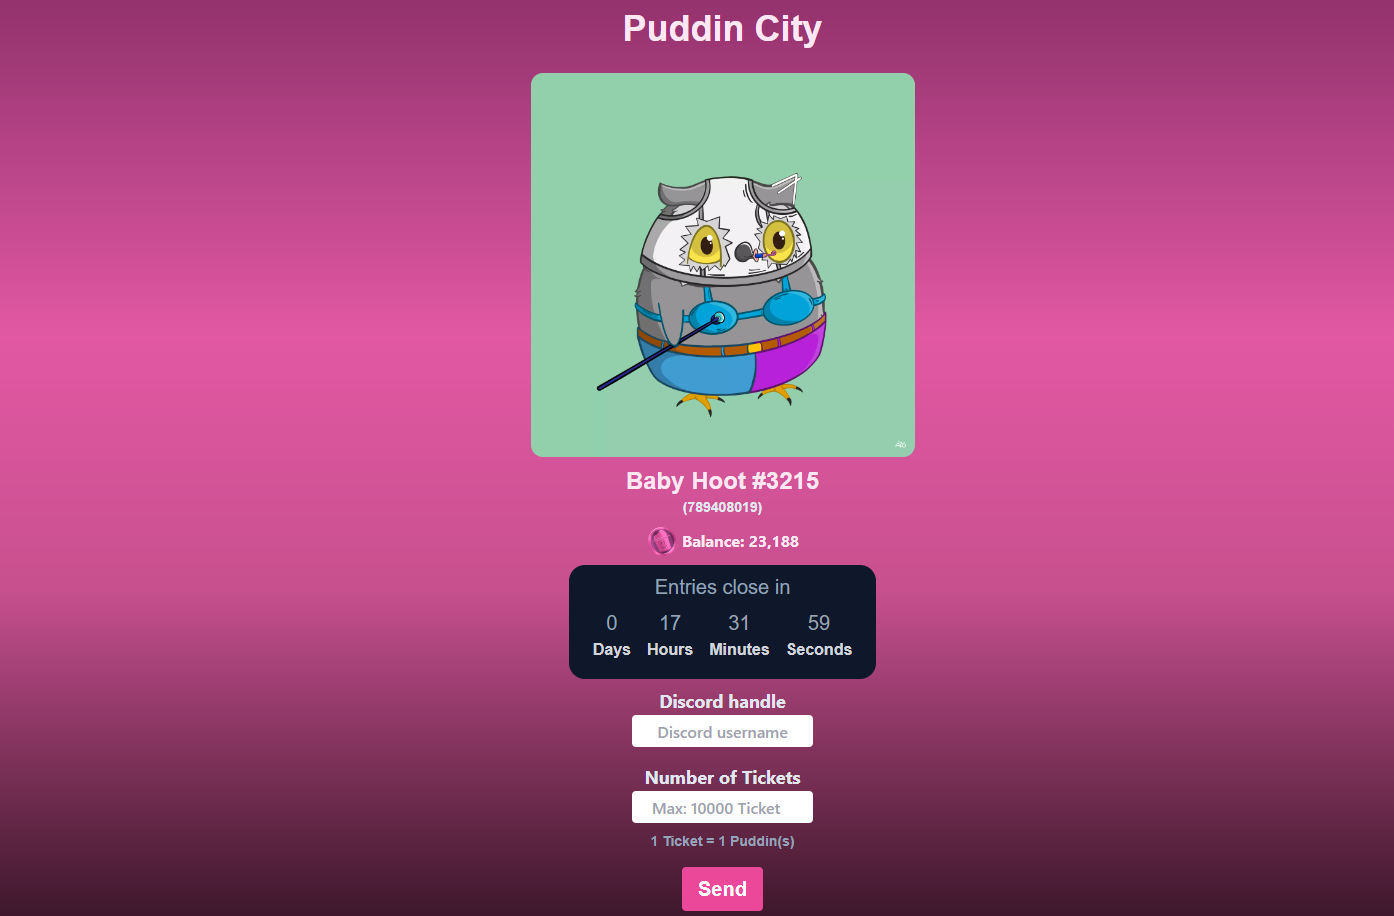 Puddin City
Baby Hoot #3215
(789408019)
Balance: 23,188
Entries close in
0 17 31 59
Days Hours Minutes Seconds
Discord handle
Discord username
Number of Tickets
Max: 10000 Ticket
1 Ticket = 1 Puddin(s)
Send